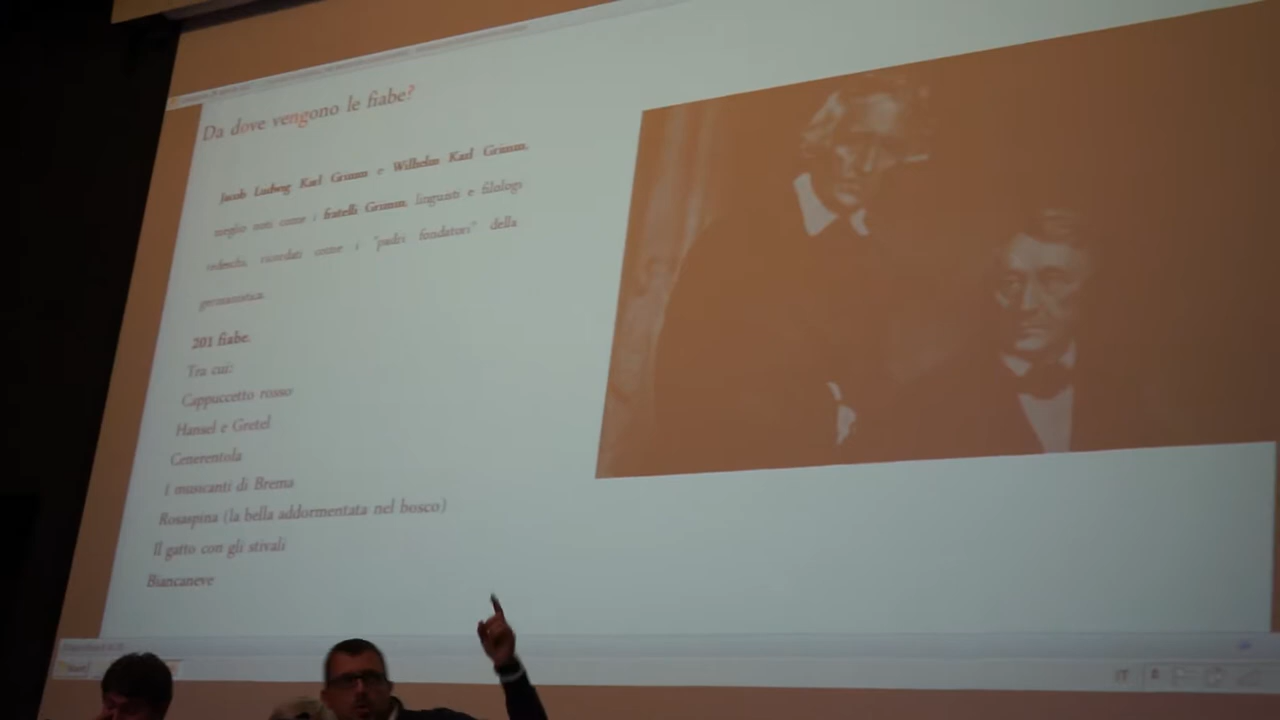 Da dove vengono le fiabe?
Jacob Ludwig Karl Grimm e Wilhelm Karl Grimm,
meglio noti come i fratelli Grimm, linguisti e filologi
tedeschi, ricordati come i "padri fondatori" della
germanistica.
201 fiabe.
Tra cui:
Cappuccetto rosso
Hansel e Gretel
Cenerentola
I musicanti di Brema
Rosaspina (la bella addormentata nel bosco)
Il gatto con gli stivali
Biancaneve
IT